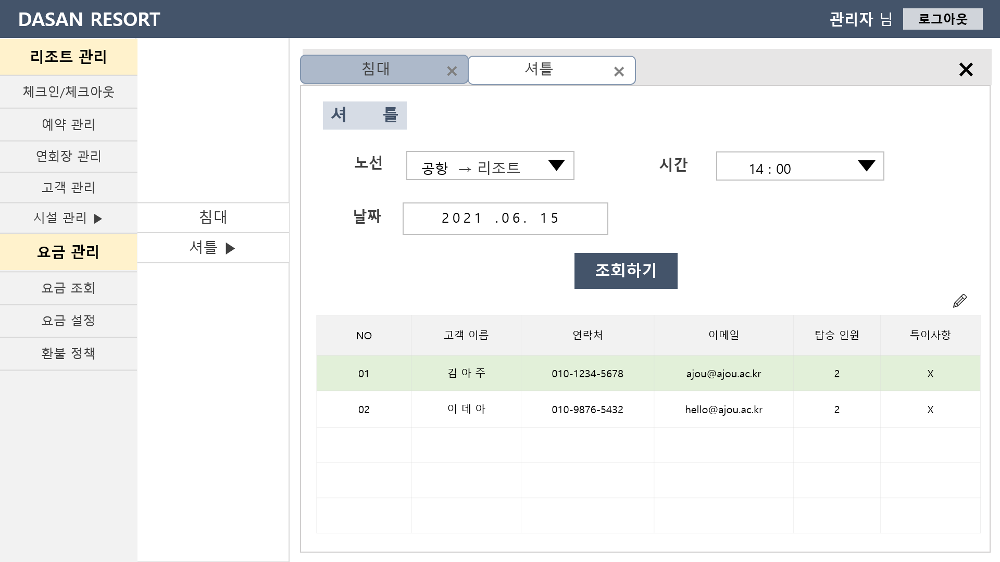 DASAN RESORT
관리자 님
로그아웃
리조트 관리
체크인/체크아웃
예약 관리
연회장 관리
고객 관리
시설 관리 ▶
요금 관리
요금 조회
요금 설정
환불 정책
침대
셔틀 ▶
침대 ×
셔틀 ×
×
셔 틀
노선 공항 → 리조트 ▼
시간 14 : 00 ▼
날짜 2021 .06. 15
조회하기
NO 고객 이름 연락처 이메일 탑승 인원 특이사항
01 김 아 주 010-1234-5678 ajou@ajou.ac.kr 2 X
02 이 데 아 010-9876-5432 hello@ajou.ac.kr 2 X